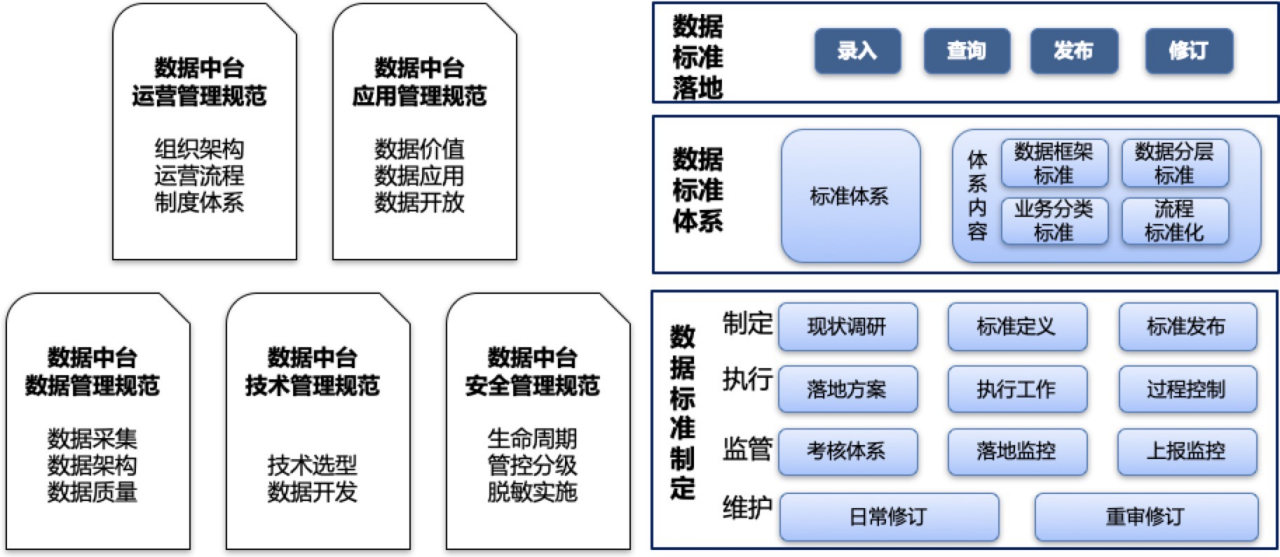 数据中台
运营管理规范
组织架构
运营流程
制度体系
数据中台
应用管理规范
数据价值
数据应用
数据开放
数据中台
数据管理规范
数据采集
数据架构
数据质量
数据中台
技术管理规范
技术选型
数据开发
数据中台
安全管理规范
生命周期
管控分级
脱敏实施
数据
标准
落地
录入
查询
发布
修订
数据
标准
体系
标准体系
体系内容
数据框架
标准
数据分层
标准
业务分类
标准
流程
标准化
数据标准制定
制定
现状调研
标准定义
标准发布
执行
落地方案
执行工作
过程控制
监管
考核体系
落地监控
上报监控
维护
日常修订
重审修订